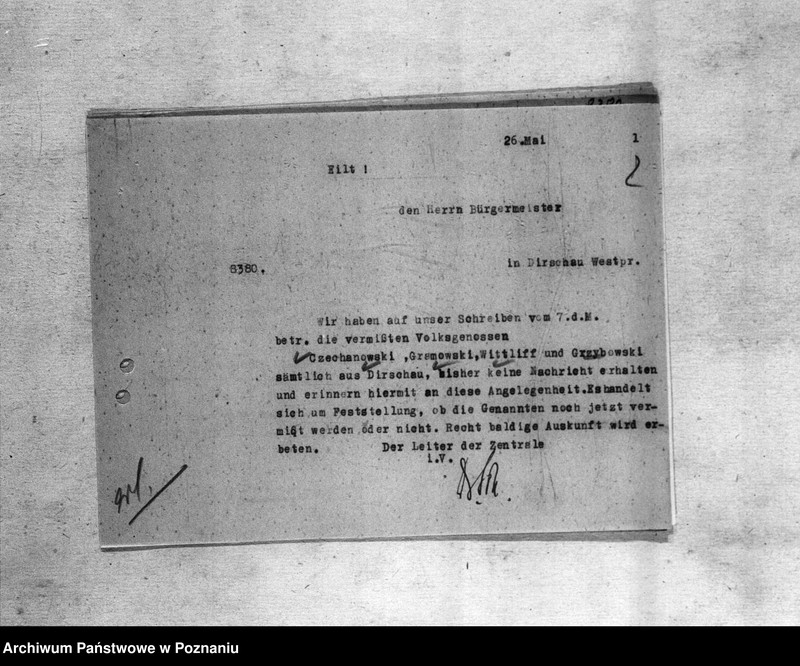 26.Mai 1
2
Eilt !
den Herrn Bürgermeister
8380.
in Dirschau Westpr.
Wir haben auf unser Schreiben vom 7.d.M.
betr. die vermißten Volksgenossen
Czechanowski ,Gramowski,Wittliff und Grzybowski
sämtlich aus Dirschau, bisher keine Nachricht erhalten
und erinnern hiermit an diese Angelegenheit.Eshandelt
sich um Feststellung, ob die Genannten noch jetzt ver-
mißt werden oder nicht. Recht baldige Auskunft wird er-
beten.
Der Leiter der Zentrale
i.V.
Archiwum Państwowe w Poznaniu